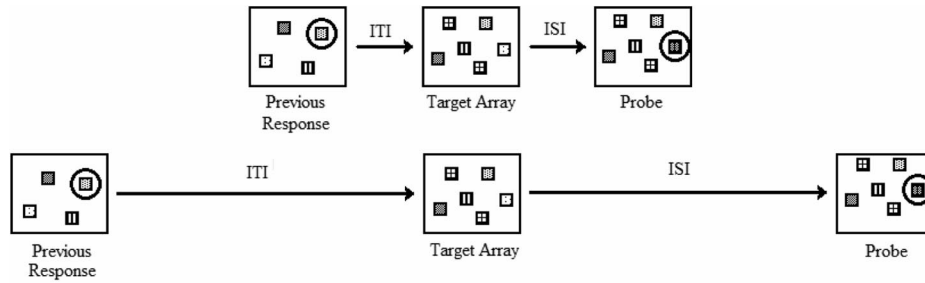 ITI
ISI
Previous
Response
Target Array
Probe
ITI
ISI
Previous
Response
Target Array
Probe